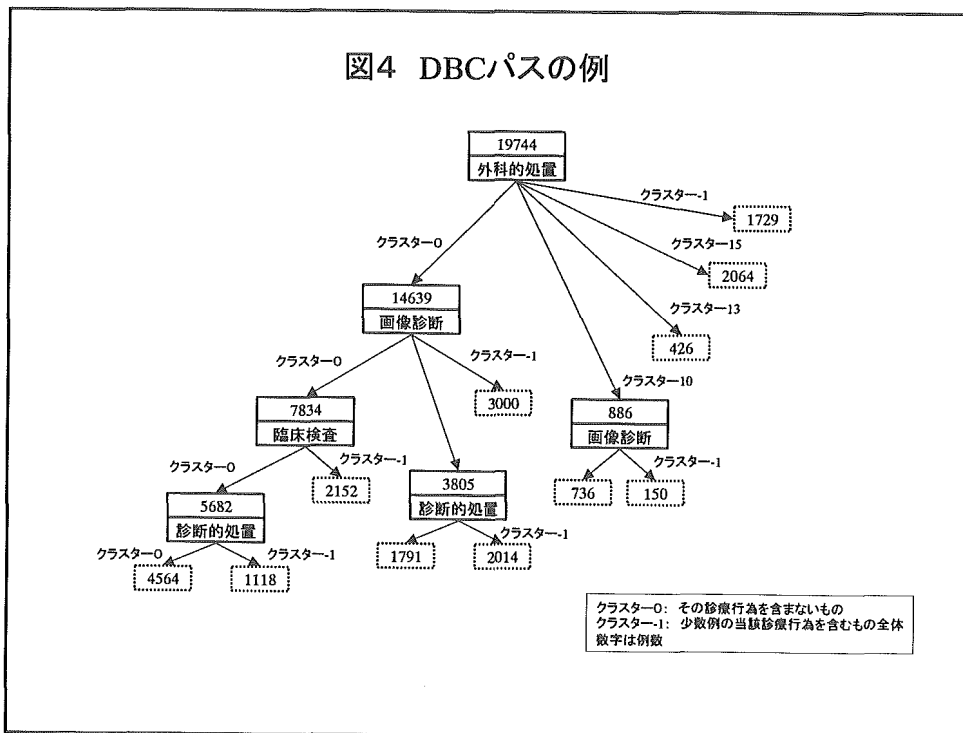 図4 DBCパスの例
19744
外科的処置
クラスター-1
1729
クラスター15
2064
クラスター0
クラスター13
426
14639
画像診断
クラスター10
クラスター0
クラスター-1
3000
7834
臨床検査
886
画像診断
クラスター0
クラスター-1
2152
クラスター-1
736
150
5682
診断的処置
3805
診断的処置
クラスター0
クラスター-1
4564
1118
クラスター-1
1791
2014
クラスター0: その診療行為を含まないもの
クラスター-1: 少数例の当該診療行為を含むもの全体
数字は例数